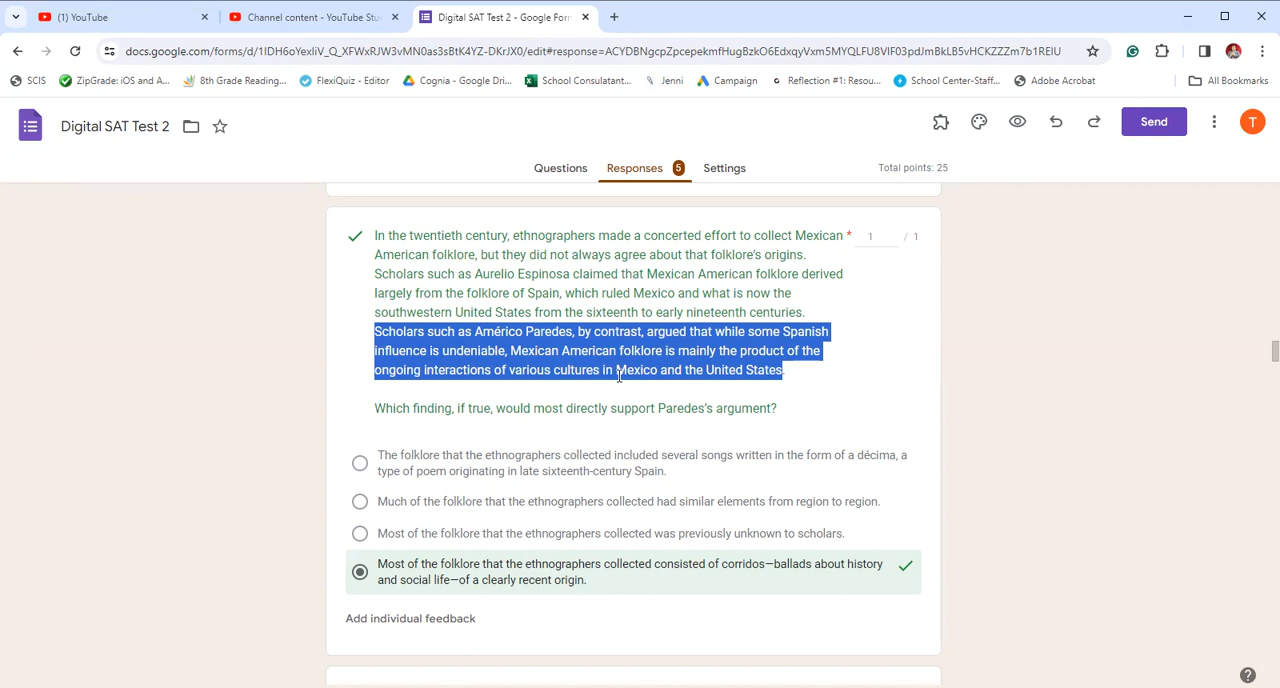 (1) YouTube
Channel content - YouTube Stu
Digital SAT Test 2 - Google For
docs.google.com/forms/d/1IDH6oYexIiV_Q_XFWxRJW3vMN0as3sBtK4YZ-DKrJX0/edit#response=ACYDBNgcpZpcepekmfHugBzkO6EdxqyVxm5MYQLFU8VIF03pdJmBkLB5vHCKZZZm7b1REIU
SCIS
ZipGrade: iOS and A...
8th Grade Reading...
FlexiQuiz - Editor
Cognia - Google Dri...
School Consulatant...
Jenni
Campaign
Reflection #1: Resou...
School Center-Staff...
Adobe Acrobat
All Bookmarks
Digital SAT Test 2
Send
T
Questions
Responses 5
Settings
Total points: 25
In the twentieth century, ethnographers made a concerted effort to collect Mexican * 1 / 1
American folklore, but they did not always agree about that folklore's origins.
Scholars such as Aurelio Espinosa claimed that Mexican American folklore derived
largely from the folklore of Spain, which ruled Mexico and what is now the
southwestern United States from the sixteenth to early nineteenth centuries.
Scholars such as Américo Paredes, by contrast, argued that while some Spanish
influence is undeniable, Mexican American folklore is mainly the product of the
ongoing interactions of various cultures in Mexico and the United States.
Which finding, if true, would most directly support Paredes's argument?
The folklore that the ethnographers collected included several songs written in the form of a décima, a
type of poem originating in late sixteenth-century Spain.
Much of the folklore that the ethnographers collected had similar elements from region to region.
Most of the folklore that the ethnographers collected was previously unknown to scholars.
Most of the folklore that the ethnographers collected consisted of corridos—ballads about history
and social life—of a clearly recent origin.
Add individual feedback